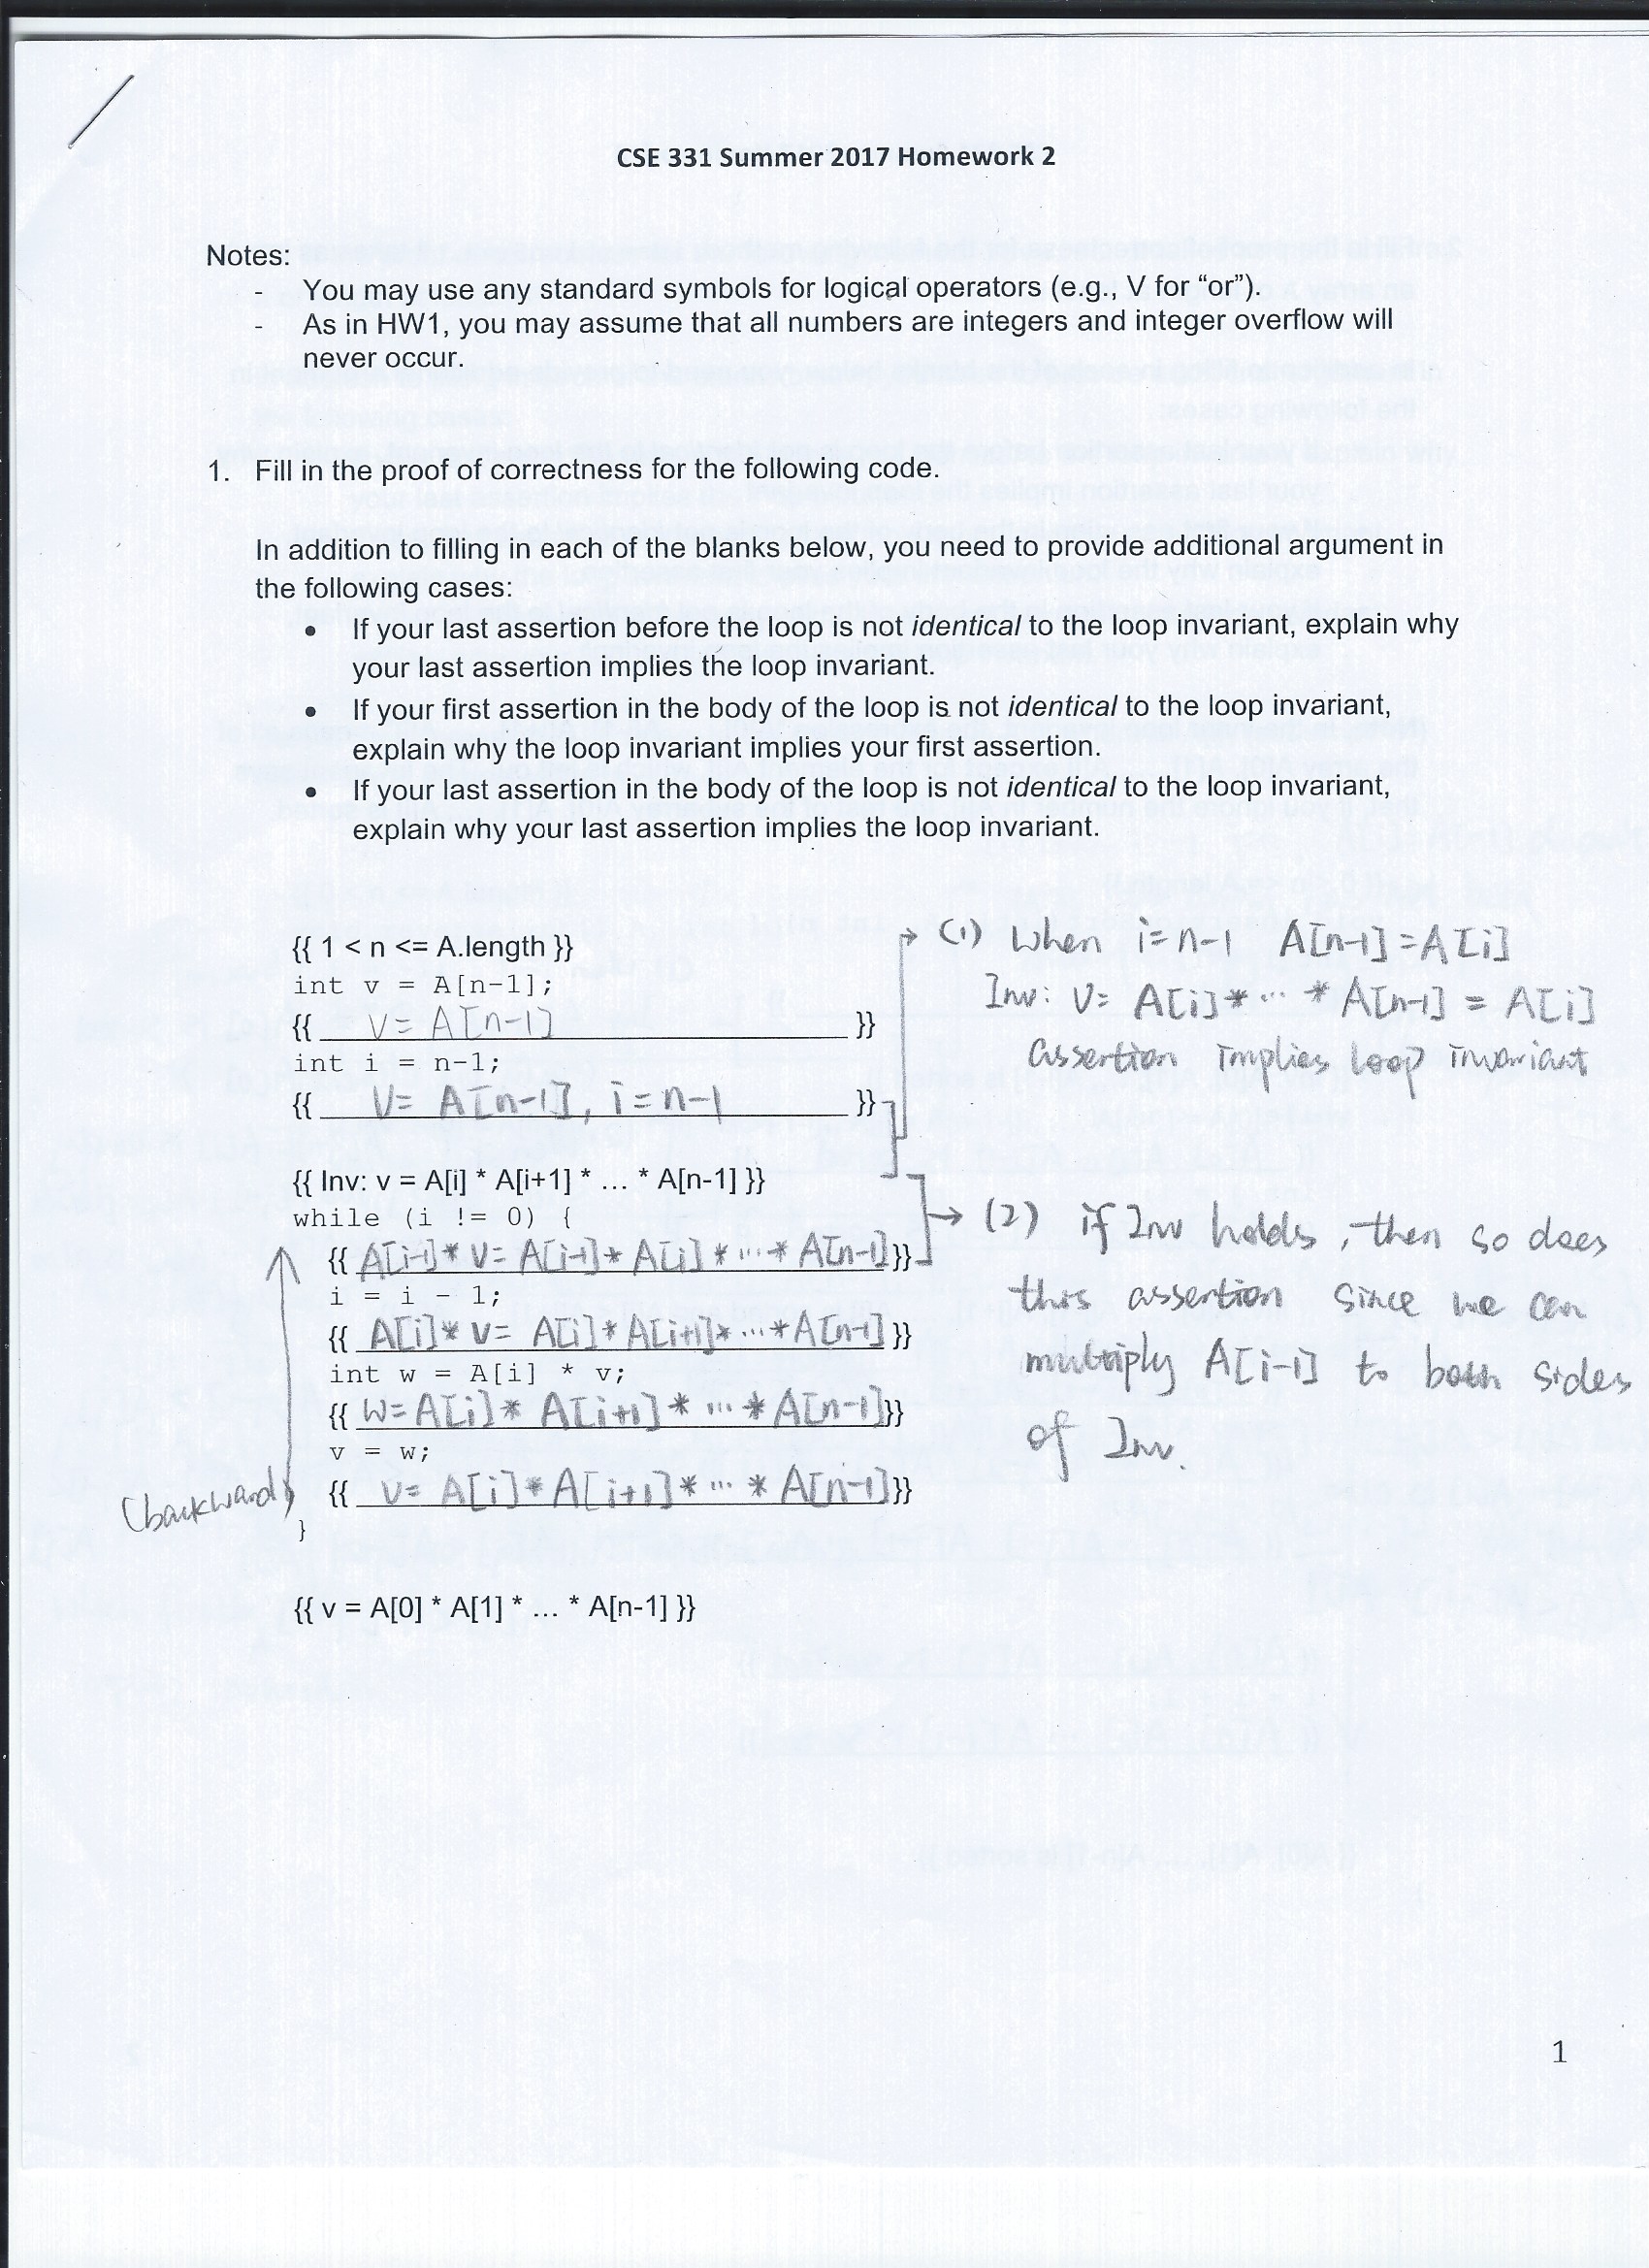 CSE 331 Summer 2017 Homework 2
Notes:
- You may use any standard symbols for logical operators (e.g., V for “or”).
- As in HW1, you may assume that all numbers are integers and integer overflow will
never occur.
1. Fill in the proof of correctness for the following code.
In addition to filling in each of the blanks below, you need to provide additional argument in
the following cases:
• If your last assertion before the loop is not identical to the loop invariant, explain why
your last assertion implies the loop invariant.
• If your first assertion in the body of the loop is not identical to the loop invariant,
explain why the loop invariant implies your first assertion.
• If your last assertion in the body of the loop is not identical to the loop invariant,
explain why your last assertion implies the loop invariant.
{{ 1 < n <= A.length }}
int v = A[n-1];
{{ V = A[n-1] }}
int i = n-1;
{{ V = A[n-1], i = n-1 }}
→ (1) When i=n-1 A[n-1]=A[i]
Inv: V= A[i]* ... * A[n-1] = A[i]
assertion implies loop invariant
{{ Inv: v = A[i] * A[i+1] * ... * A[n-1] }}
while (i != 0) {
{{ A[i-1]* V= A[i-1]* A[i] * ... * A[n-1] }}
i = i - 1;
{{ A[i]* V= A[i]* A[i+1]* ... * A[n-1] }}
int w = A[i] * v;
{{ W= A[i]* A[i+1]* ... * A[n-1] }}
v = w;
{{ V= A[i]* A[i+1]* ... * A[n-1] }}
}
(backward)
→ (2) if Inv holds, then so does
this assertion since we can
multiply A[i-1] to both sides
of Inv.
{{ v = A[0] * A[1] * ... * A[n-1] }}
1